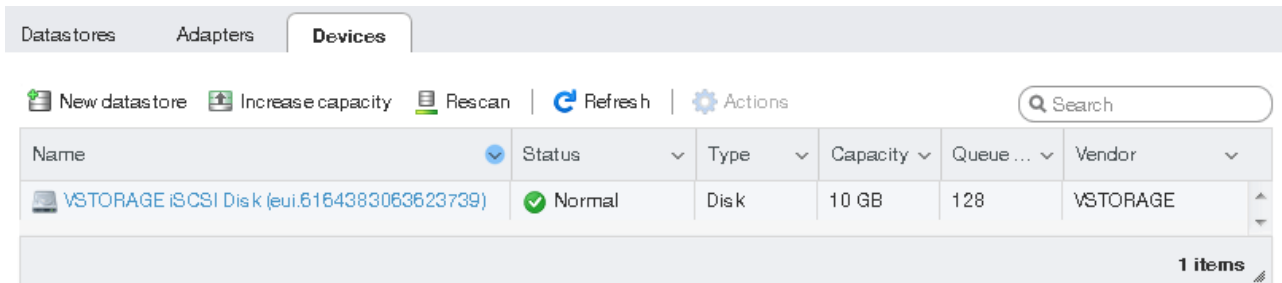 Datastores Adapters Devices
New datastore Increase capacity Rescan Refresh Actions Search
Name Status Type Capacity Queue ... Vendor
VSTORAGE iSCSI Disk (eui.6164383063623739) Normal Disk 10 GB 128 VSTORAGE
1 items